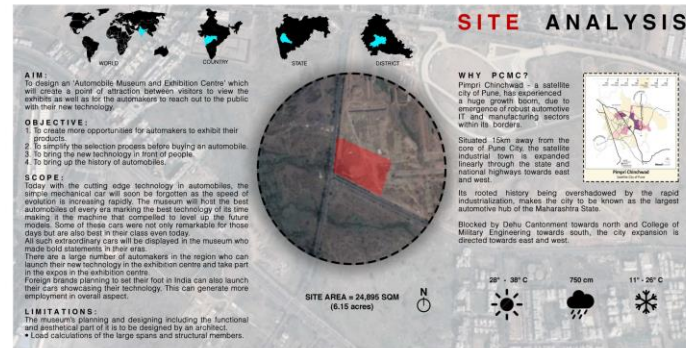 SITE ANALYSIS
WORLD
COUNTRY
STATE
DISTRICT
AIM:
To design an 'Automobile Museum and Exhibition Centre' which
will create a point of attraction between visitors to view the
exhibits as well as for the automakers to reach out to the public
with their new technology.
OBJECTIVE:
1. To create more opportunities for automakers to exhibit their
products.
2. To simplify the selection process before buying an automobile.
3. To bring the new technology in front of people.
4. To bring up the history of automobiles.
SCOPE:
Today with the cutting edge technology in automobiles, the
simple mechanical car will soon be forgotten as the speed of
evolution is increasing rapidly. The museum will host the best
automobiles of every era marking the best technology of its time
making it the machine that compelled to level up the future
models. Some of these cars were not only remarkable for those
days but are also best in their class even today.
All such extraordinary cars will be displayed in the museum who
made bold statements in their eras.
There are a large number of automakers in the region who can
launch their new technology in the exhibition centre and take part
in the expos in the exhibition centre.
Foreign brands planning to set their foot in India can also launch
their cars showcasing their technology. This can generate more
employment in overall aspect.
LIMITATIONS:
The museum's planning and designing including the functional
and aesthetical part of it is to be designed by an architect.
• Load calculations of the large spans and structural members.
SITE AREA = 24,895 SQM
(6.15 acres)
N
WHY PCMC?
Pimpri Chinchwad - a satellite
city of Pune, has experienced
a huge growth boom, due to
emergence of robust automotive
IT and manufacturing sectors
within its borders.
Situated 15km away from the
core of Pune City, the satellite
industrial town is expanded
linearly through the state and
national highways towards east
and west.
Pimpri Chinchwad
Satellite City of Pune
Its rooted history being overshadowed by the rapid
industrialization, makes the city to be known as the largest
automotive hub of the Maharashtra State.
Blocked by Dehu Cantonment towards north and College of
Military Engineering towards south, the city expansion is
directed towards east and west.
28° - 38° C
750 cm
11° - 26° C